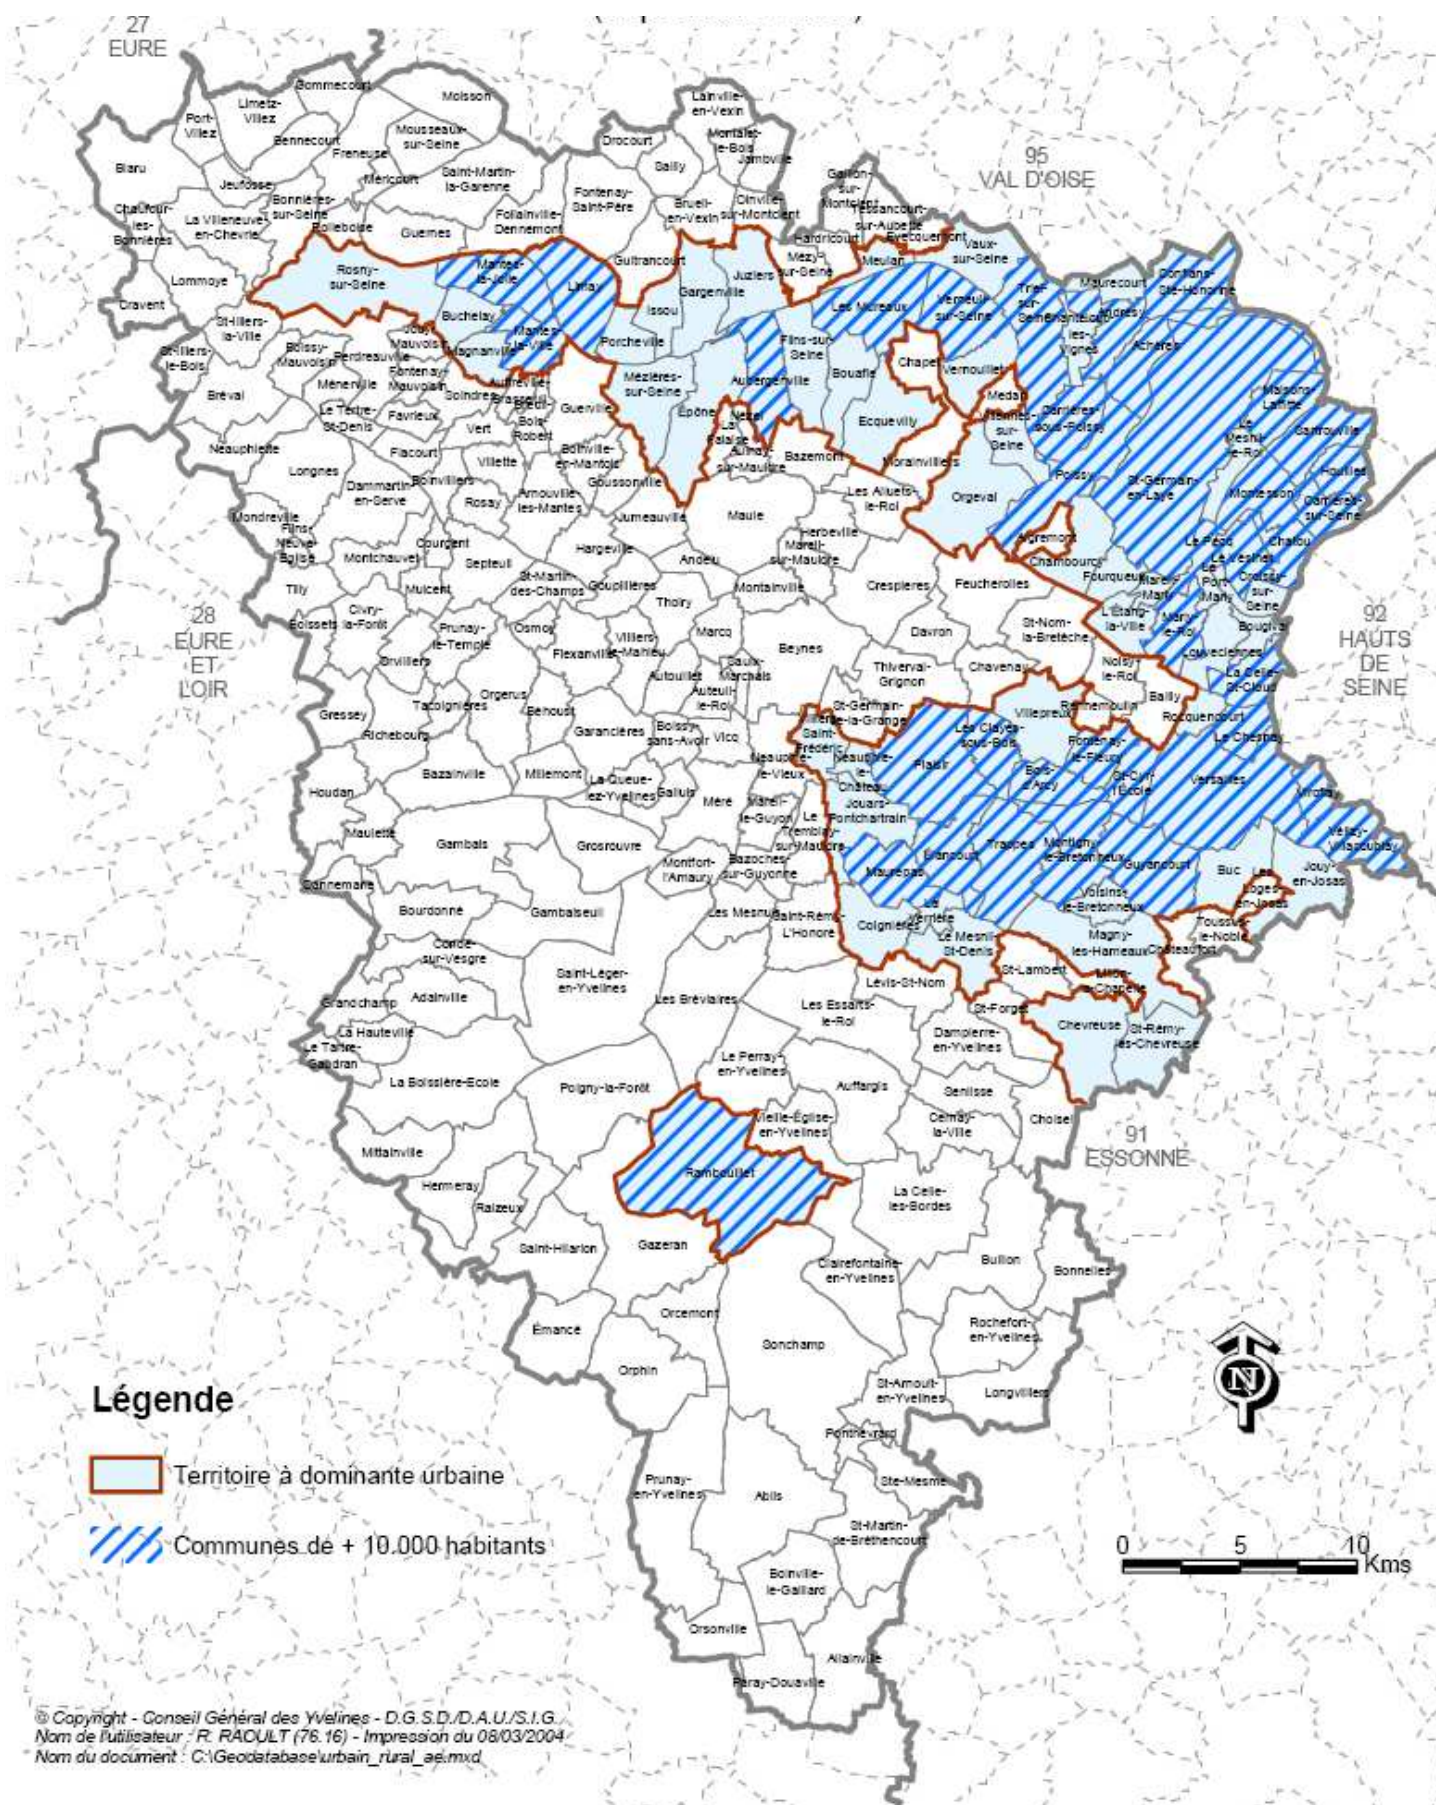 27
EURE
Gommecourt
Moisson
Lainville-
en-Vexin
Limetz-
Villez
Port-
Villez
Bennecourt
Mousseaux-
sur-Seine
Drocourt
Montalet-
le-Bois
Jambville
Freneuse
Sailly
95
VAL D'OISE
Blaru
Jeufosse
Méricourt
Saint-Martin-
la-Garenne
Fontenay-
Saint-Père
Brueil-
en-Vexin
Oinville-
sur-Montcient
Gaillon-
sur-
Montcient
Tessancourt-
sur-Aubette
Chaufour-
les-
Bonnières
La Villeneuve-
en-Chevrie
Bonnières-
sur-Seine
Rolleboise
Guernes
Follainville-
Dennemont
Hardricourt
Evecquemont
Vaux-
sur-Seine
Lommoye
Rosny-
sur-Seine
Mantes-
la-Jolie
Limay
Guitrancourt
Juziers
Mézy-
sur-Seine
Meulan
Maurecourt
Conflans-
Ste-Honorine
Cravent
Gargenville
Issou
Les Mureaux
Verneuil-
sur-Seine
Triel-
sur-
Seine
Chanteloup-
les-
Vignes
Andresy
Achères
St-Illiers-
la-Ville
Buchelay
Mantes-
la-Ville
Magnanville
Porcheville
Flins-sur-
Seine
St-Illiers-
le-Bois
Boissy-
Mauvoisin
Perdreauville
Jouy-
Mauvoisin
Fontenay-
Mauvoisin
Mézières-
sur-Seine
Aubergenville
Bouafle
Chapet
Vernouillet
Medan
Maisons-
Laffitte
Bréval
Ménerville
Soindres
Auffreville-
Brasseuil
Breuil-
Bois-
Robert
Guerville
Épône
Nézel
La
Falaise
Ecquevilly
Villennes-
sur-
Seine
Carrières-
sous-Poissy
Le
Mesnil-
le-Roi
Sartrouville
Le Tertre-
St-Denis
Favrieux
Vert
Neauphlette
Flacourt
Villette
Boinville-
en-Mantois
Goussonville
Aulnay-
sur-Mauldre
Bazemont
Morainvilliers
Poissy
St-Germain-
en-Laye
Houilles
Montesson
Carrières-
sur-Seine
Longnes
Dammartin-
en-Serve
Boinvilliers
Rosay
Arnouville-
les-Mantes
Les Alluets-
le-Roi
Orgeval
Mondreville
Jumeauville
Maule
Flins-
Neuve-
Église
Montchauvet
Courgent
Septeuil
Hargeville
Andelu
Herbeville
Mareil-
sur-Mauldre
Aigremont
Chambourcy
Le Pecq
Le Vesinet
Chatou
Tilly
Mulcent
St-Martin-
des-Champs
Goupillières
Thoiry
Montainville
Crespieres
Feucherolles
Fourqueux
Mareil-
Marly
Le
Port-
Marly
Croissy-
sur-
Seine
28
EURE
ET
LOIR
Boissets
Civry-
la-Forêt
Prunay-
le-Temple
Osmoy
Flexanville
Villiers-
le-Mahieu
Marcq
Beynes
Davron
St-Nom-
la-Bretèche
L'Étang-
la-Ville
Marly-
le-Roi
Bougival
Louveciennes
92
HAUTS
DE
SEINE
Orvilliers
Autouillet
Saulx-
Marchais
Auteuil-
le-Roi
Thiverval-
Grignon
Chavenay
Noisy-
le-Roi
Bailly
La Celle-
St-Cloud
Gressey
Tacoignières
Orgerus
Behoust
Garancières
Boissy-
sans-Avoir
Vicq
St-Germain-
de-la-Grange
Villepreux
Rennemoulin
Rocquencourt
Richebourg
Saint-
Frédéric
Les Clayes-
sous-Bois
Fontenay-
le-Fleury
Le Chesnay
Houdan
Bazainville
Millemont
La Queue-
lez-Yvelines
Galluis
Neauphle-
le-Vieux
Neauphle-
le-
Château
Plaisir
Bois-
d'Arcy
St-Cyr-
l'École
Versailles
Viroflay
Maulette
Gambais
Grosrouvre
Méré
Mareil-
le-Guyon
Le
Tremblay-
sur-Mauldre
Jouars-
Pontchartrain
Vélizy-
Villacoublay
Dannemarie
Montfort-
l'Amaury
Bazoches-
sur-Guyonne
Maurepas
Élancourt
Trappes
Montigny-
le-Bretonneux
Guyancourt
Buc
Les
Loges-
en-Josas
Jouy-
en-Josas
Bourdonné
Gambaiseuil
Les Mesnuls
Saint-Rémy-
L'Honoré
Coignières
La
Verrière
Voisins-
le-Bretonneux
Toussus-
le-Noble
Condé-
sur-Vesgre
Le Mesnil-
St-Denis
Magny-
les-Hameaux
Châteaufort
Grandchamp
Adainville
Saint-Léger-
en-Yvelines
Les Bréviaires
Levis-St-Nom
St-Lambert
Milon-
la-Chapelle
La Hauteville
Le Tartre-
Gaudran
Les Essarts-
le-Roi
St-Forget
Dampierre-
en-Yvelines
Chevreuse
St-Rémy-
lès-Chevreuse
La Boissière-Ecole
Poigny-la-Forêt
Le Perray-
en-Yvelines
Auffargis
Senlisse
Vieille-Église-
en-Yvelines
Cernay-
la-Ville
Choisel
91
ESSONNE
Mittainville
Rambouillet
Hermeray
Raizeux
La Celle-
les-Bordes
Saint-Hilarion
Gazeran
Clairefontaine-
en-Yvelines
Bullion
Bonnelles
Émancé
Orcemont
Sonchamp
Rochefort-
en-Yvelines
Orphin
St-Arnoult-
en-Yvelines
Longvilliers
Ponthévrard
N
Légende
Territoire à dominante urbaine
Communes de + 10.000 habitants
Prunay-
en-Yvelines
Ablis
Ste-Mesme
St-Martin-
de-Bréthencourt
Boinville-
le-Gaillard
0 5 10
Kms
Orsonville
Allainville
Paray-Douaville
© Copyright - Conseil Général des Yvelines - D.G.S.D./D.A.U./S.I.G.
Nom de l'utilisateur : R. RAOULT (76.16) - Impression du 08/03/2004
Nom du document : C:\Geodatabase\urbain_rural_ae.mxd